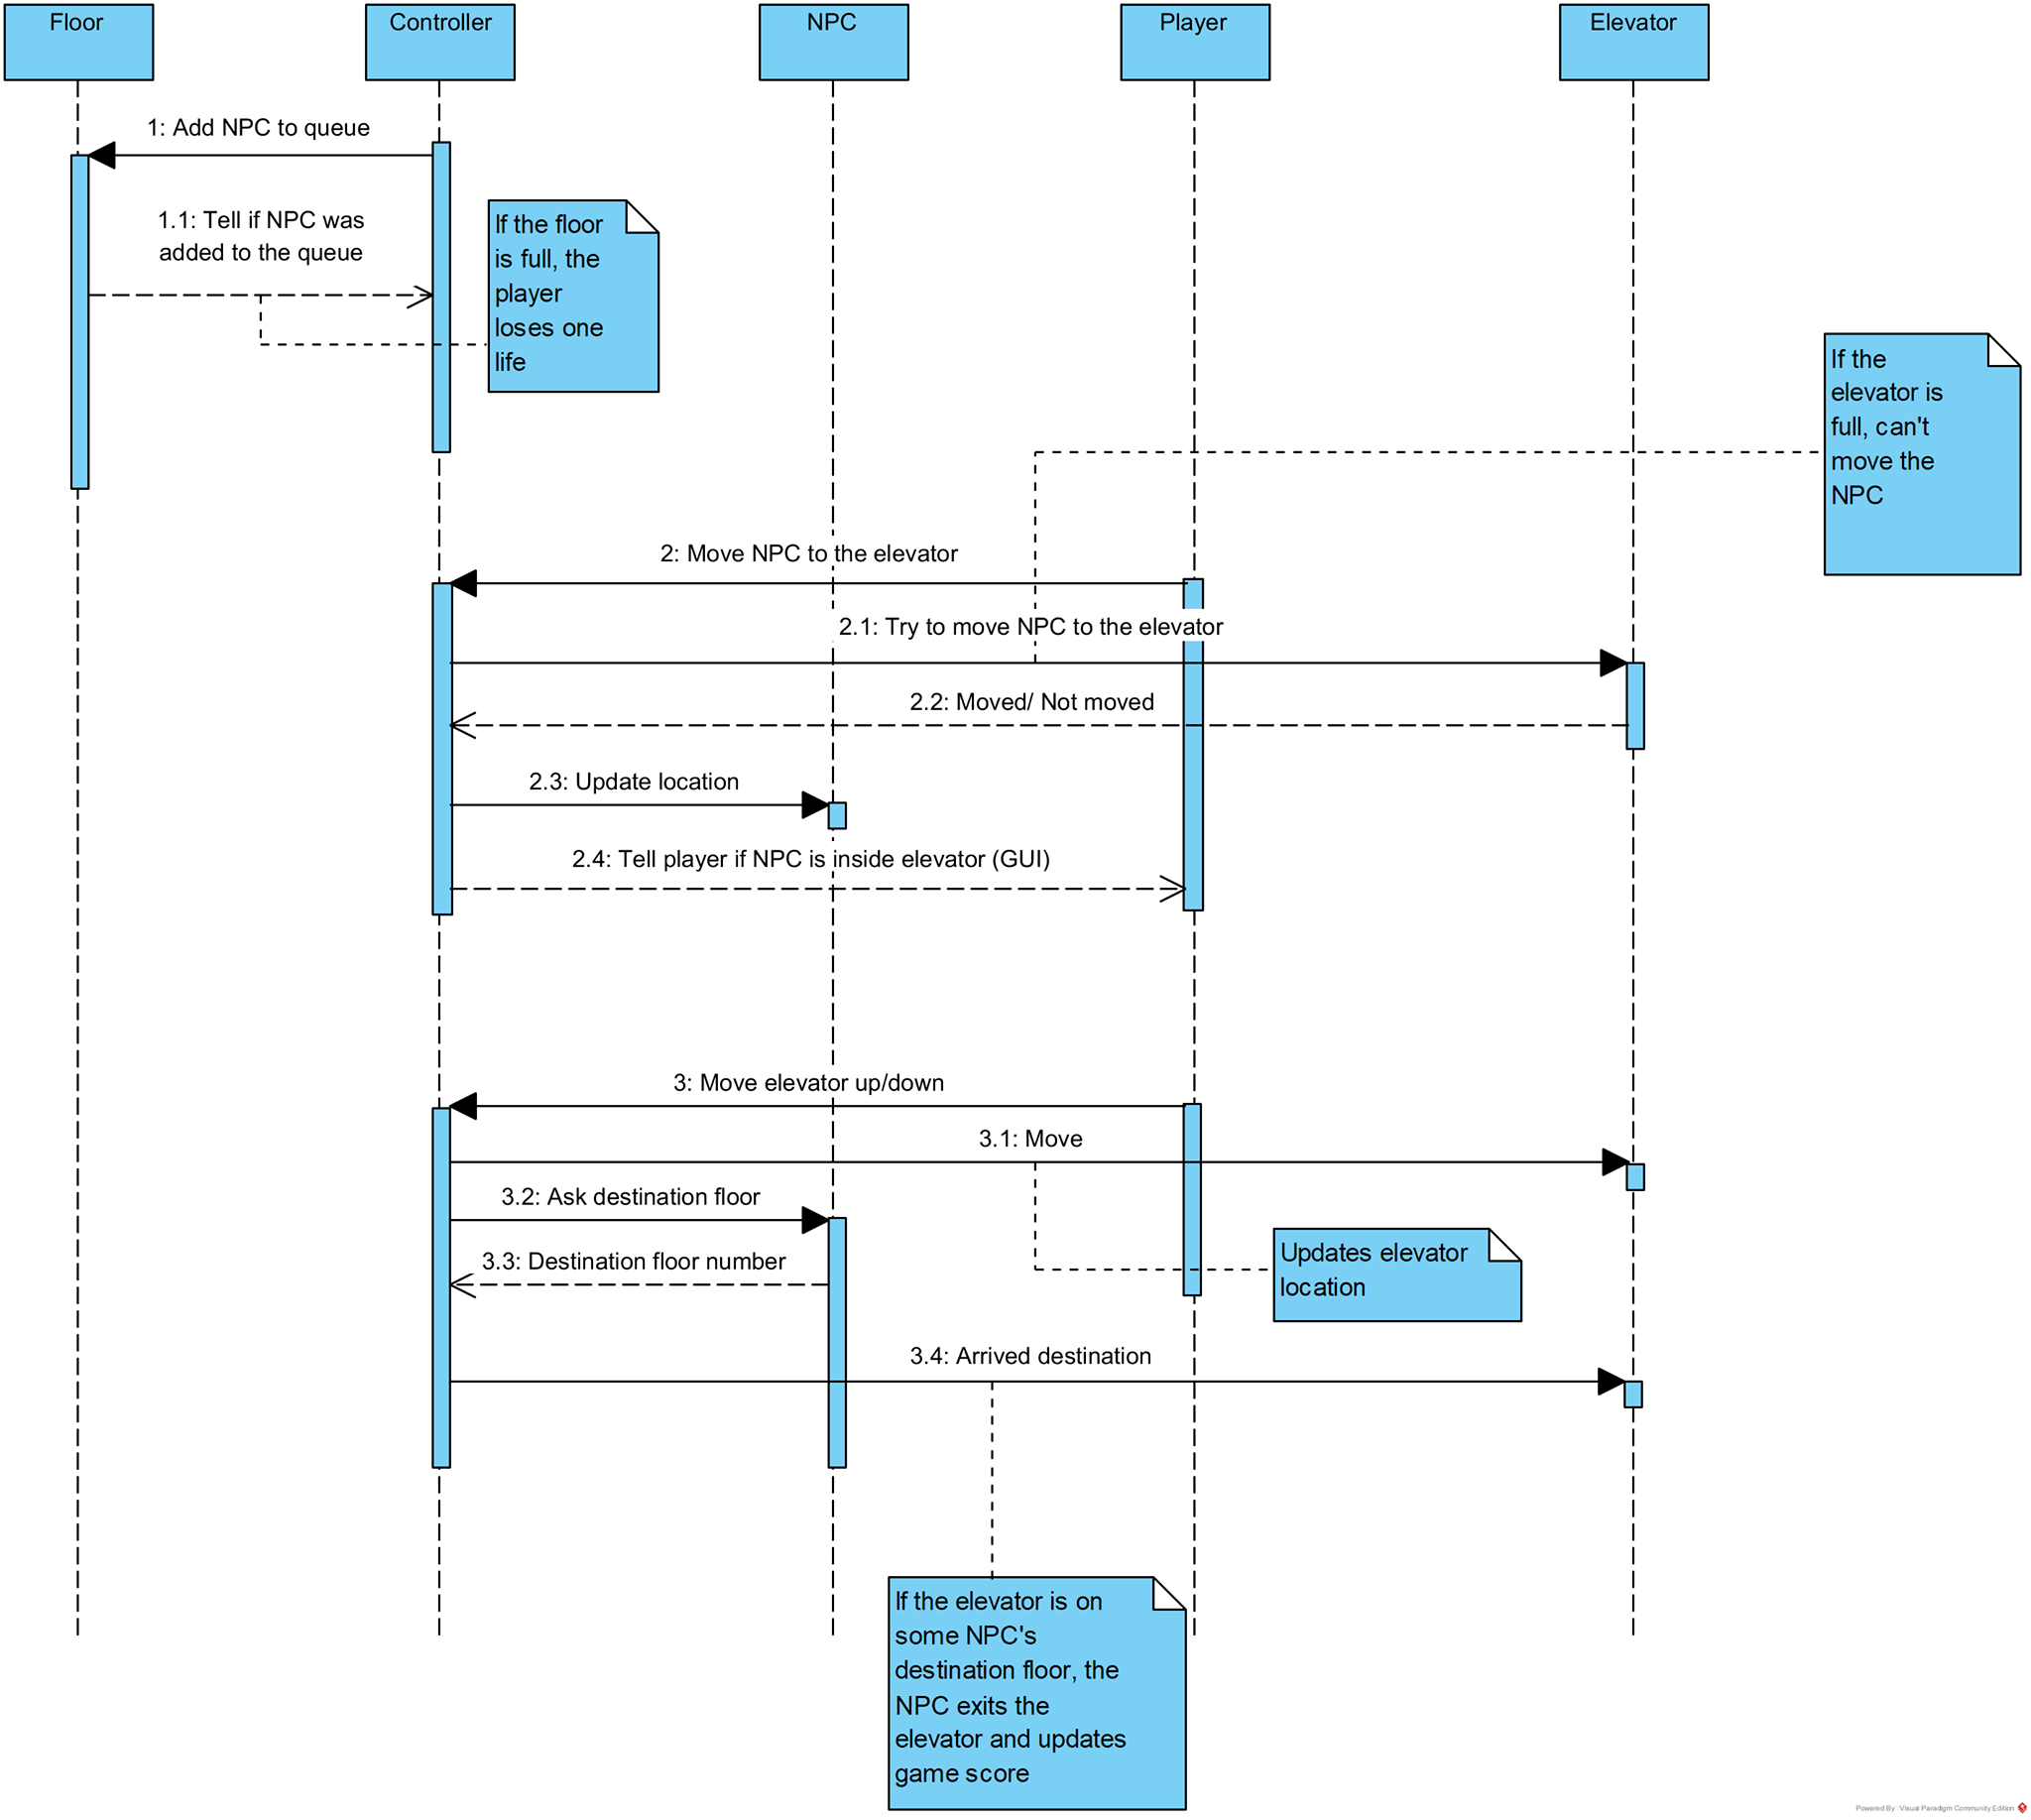 Floor
Controller
NPC
Player
Elevator
1: Add NPC to queue
1.1: Tell if NPC was
added to the queue
If the floor
is full, the
player
loses one
life
If the
elevator is
full, can't
move the
NPC
2: Move NPC to the elevator
2.1: Try to move NPC to the elevator
2.2: Moved/ Not moved
2.3: Update location
2.4: Tell player if NPC is inside elevator (GUI)
3: Move elevator up/down
3.1: Move
3.2: Ask destination floor
3.3: Destination floor number
Updates elevator
location
3.4: Arrived destination
If the elevator is on
some NPC's
destination floor, the
NPC exits the
elevator and updates
game score
Powered By Visual Paradigm Community Edition